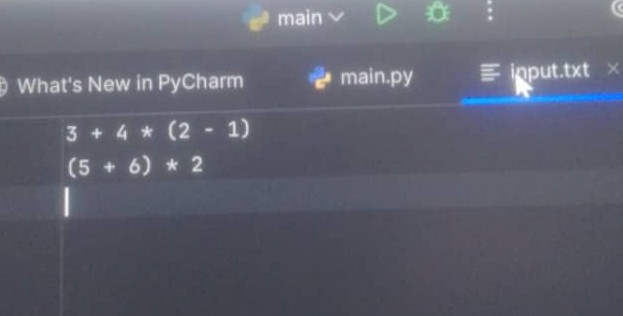 main
What's New in PyCharm
main.py
input.txt
3 + 4 * (2 - 1)
(5 + 6) * 2